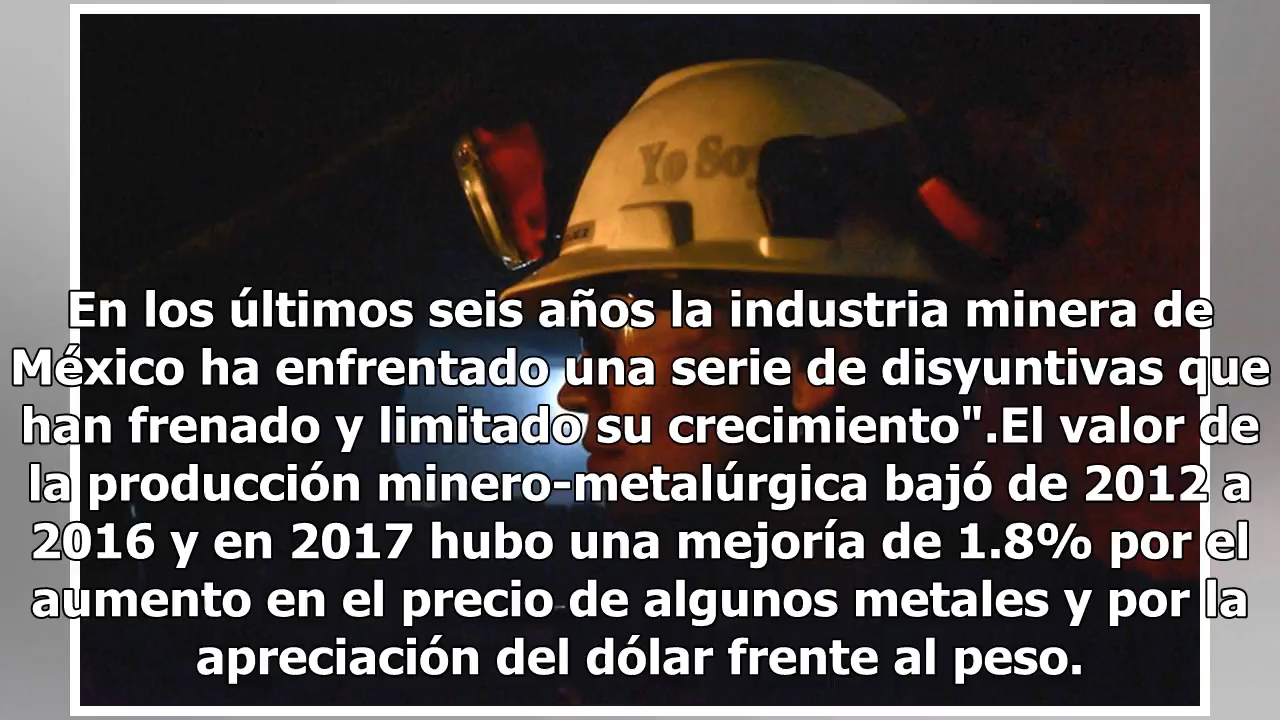 Yo Soy
En los últimos seis años la industria minera de
México ha enfrentado una serie de disyuntivas que
han frenado y limitado su crecimiento".El valor de
la producción minero-metalúrgica bajó de 2012 a
2016 y en 2017 hubo una mejoría de 1.8% por el
aumento en el precio de algunos metales y por la
apreciación del dólar frente al peso.